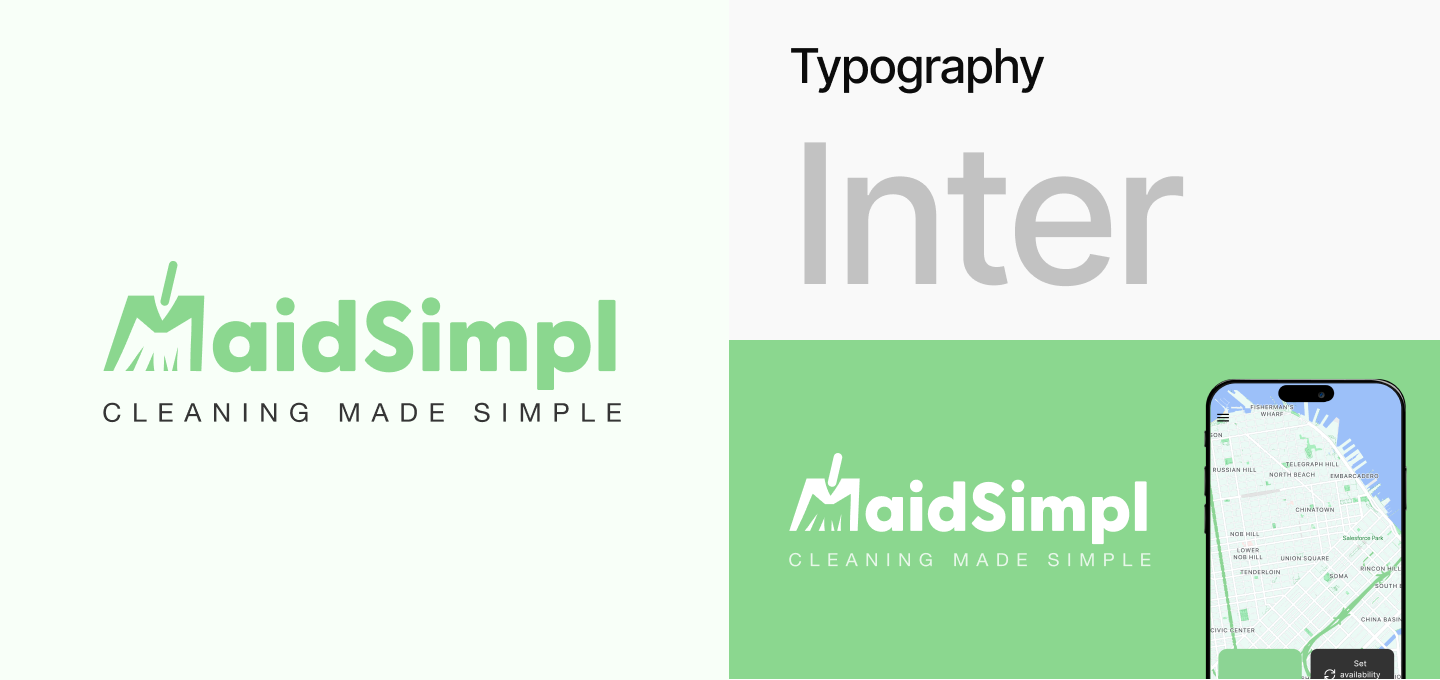 MaidSimpl
CLEANING MADE SIMPLE
Typography
Inter
MaidSimpl
CLEANING MADE SIMPLE
FISHERMAN'S
WHARF
SON
TELEGRAPH HILL
RUSSIAN HILL
NORTH BEACH
EMBARCADERO
CHINATOWN
NOB HILL
Salesforce Park
LOWER
NOB HILL
UNION SQUARE
TENDERLOIN
RINCON HILL
SOMA
SOUTH B
CHINA BASIN
CIVIC CENTER
Set
availability